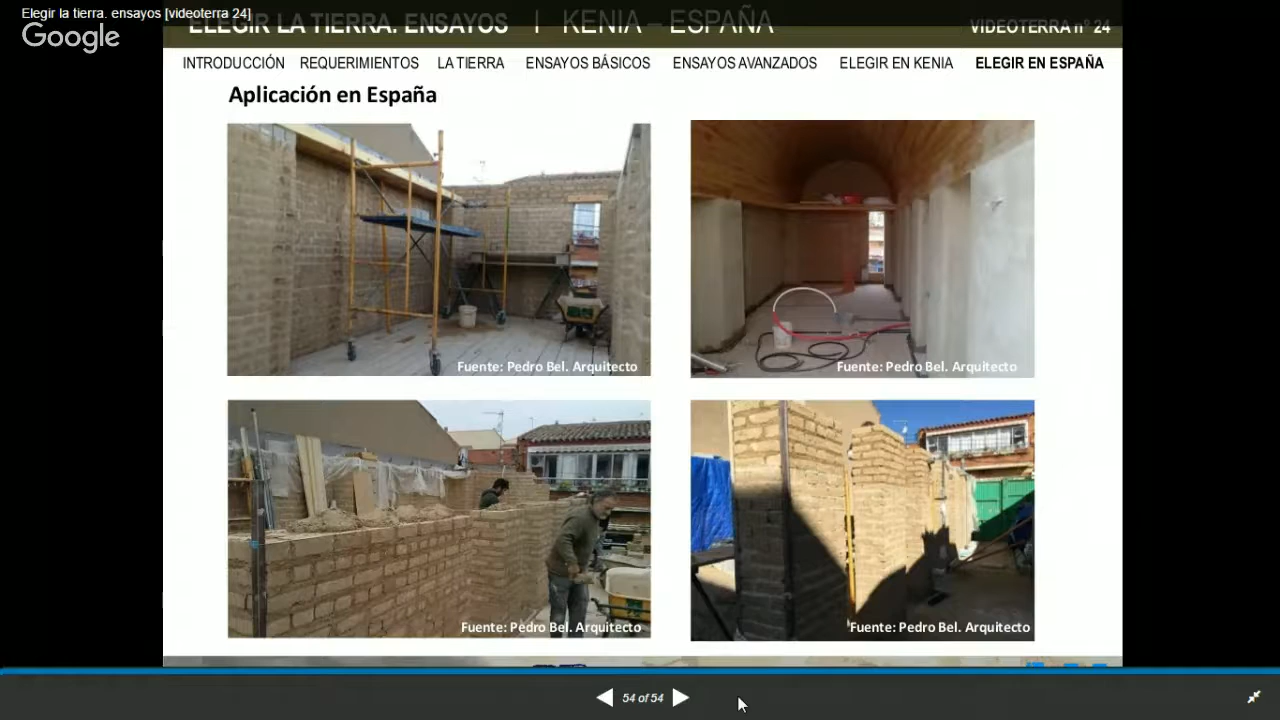 Elegir la tierra. ensayos [videoterra 24]
Google
ELEGIR LA TIERRA. ENSAYOS | KENIA – ESPAÑA VIDEOTERRA nº 24
INTRODUCCIÓN REQUERIMIENTOS LA TIERRA ENSAYOS BÁSICOS ENSAYOS AVANZADOS ELEGIR EN KENIA ELEGIR EN ESPAÑA
Aplicación en España
Fuente: Pedro Bel. Arquitecto
Fuente: Pedro Bel. Arquitecto
Fuente: Pedro Bel. Arquitecto
Fuente: Pedro Bel. Arquitecto
54 of 54